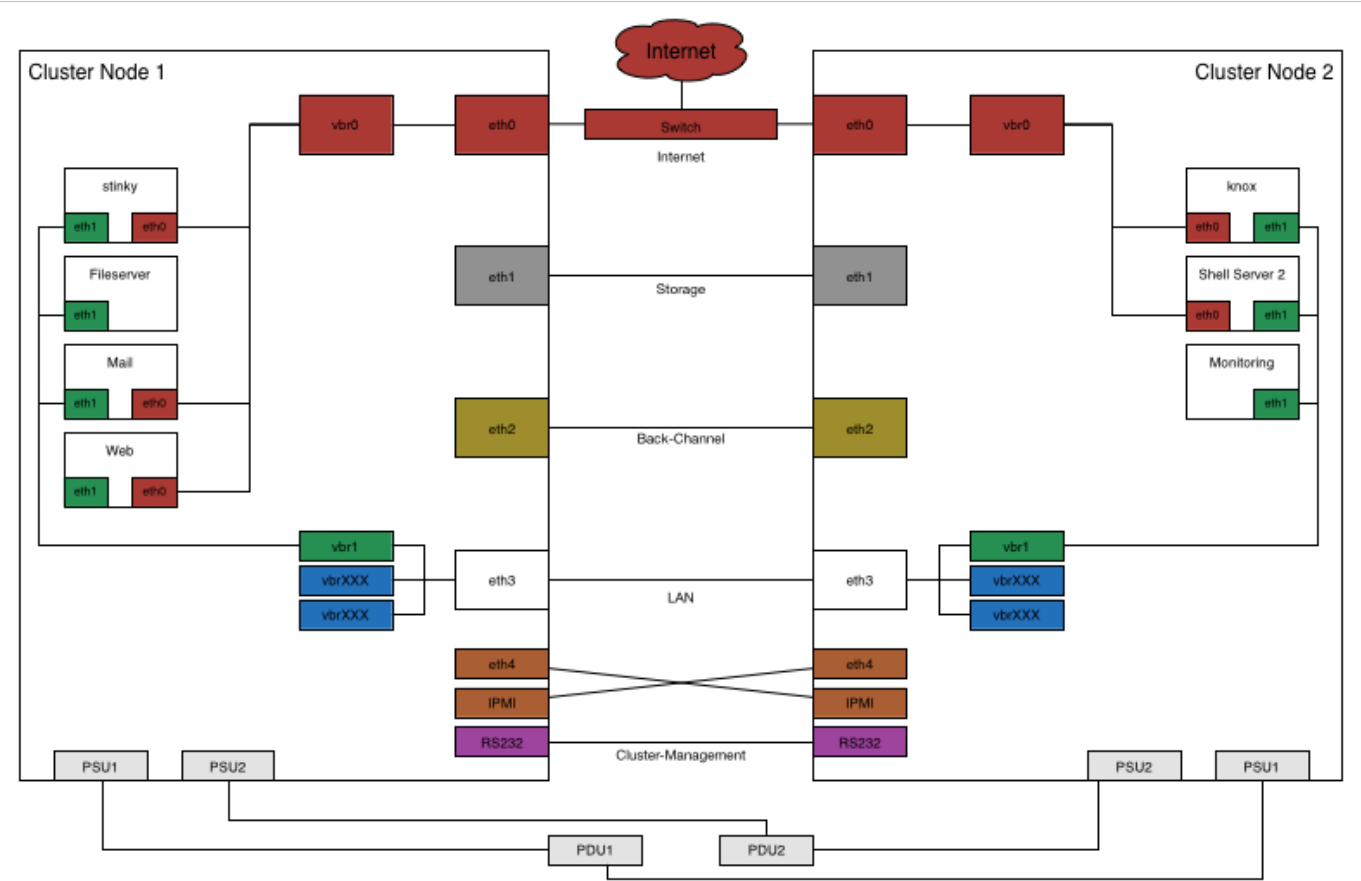 Internet
Cluster Node 1
Cluster Node 2
vbr0
eth0
Switch
eth0
vbr0
Internet
stinky
eth1
eth0
knox
eth0
eth1
Fileserver
eth1
eth1
Storage
eth1
Shell Server 2
eth0
eth1
Mail
eth1
eth0
Monitoring
eth1
Web
eth1
eth0
eth2
Back-Channel
eth2
vbr1
vbrXXX
vbrXXX
eth3
LAN
eth3
vbr1
vbrXXX
vbrXXX
eth4
IPMI
RS232
eth4
IPMI
RS232
Cluster-Management
PSU1
PSU2
PSU2
PSU1
PDU1
PDU2